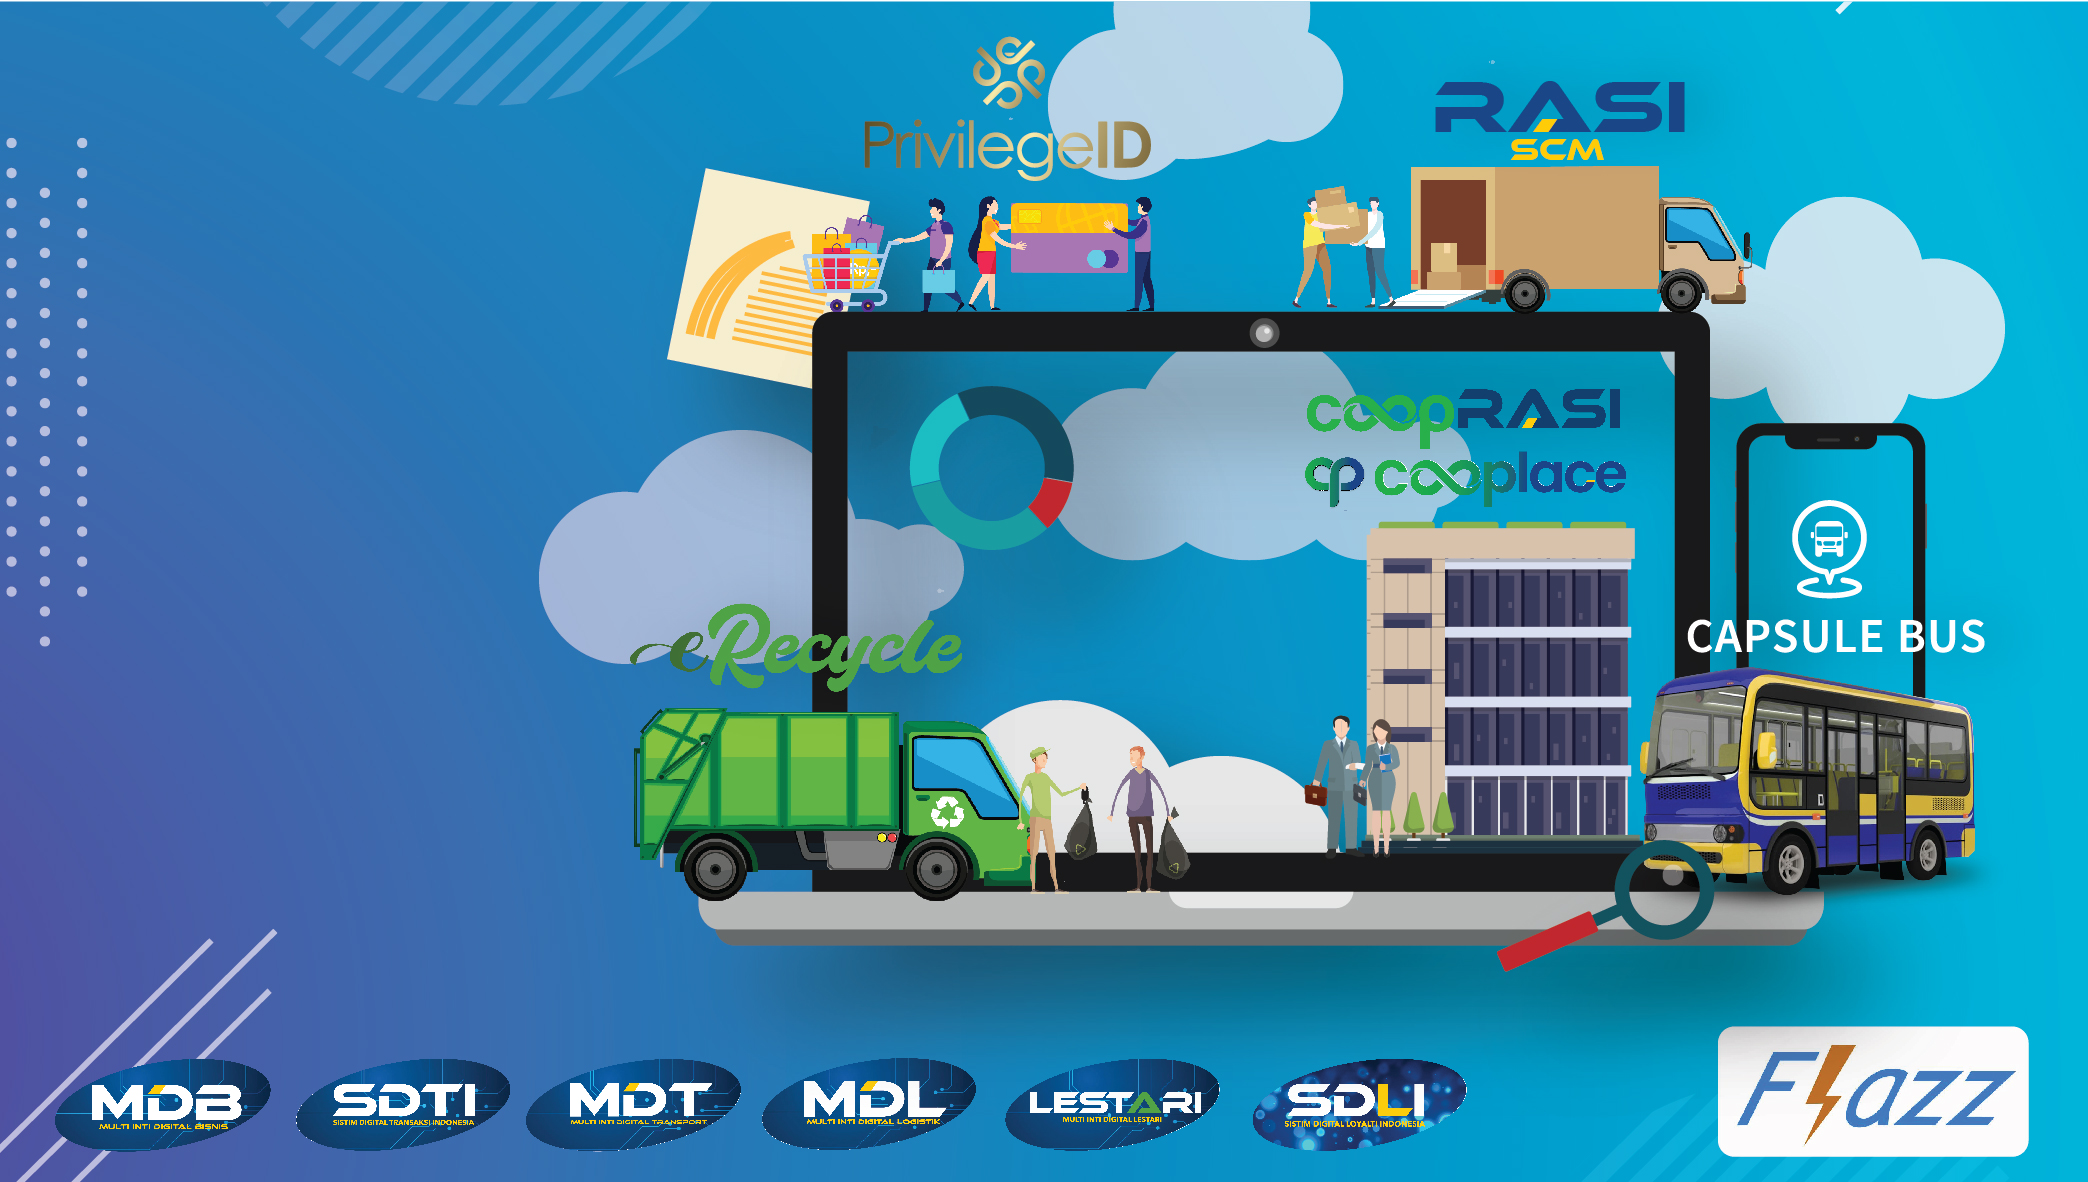 PrivilegeID
RASI
SCM
Rp.-
coopRASI
cp cooplace
eRecycle
CAPSULE BUS
MDB
MULTI INTI DIGITAL BISNIS
SDTI
SISTIM DIGITAL TRANSAKSI INDONESIA
MDT
MULTI INTI DIGITAL TRANSPORT
MDL
MULTI INTI DIGITAL LOGISTIK
LESTARI
MULTI INTI DIGITAL LESTARI
SDLI
SISTIM DIGITAL LOYALTI INDONESIA
Flazz